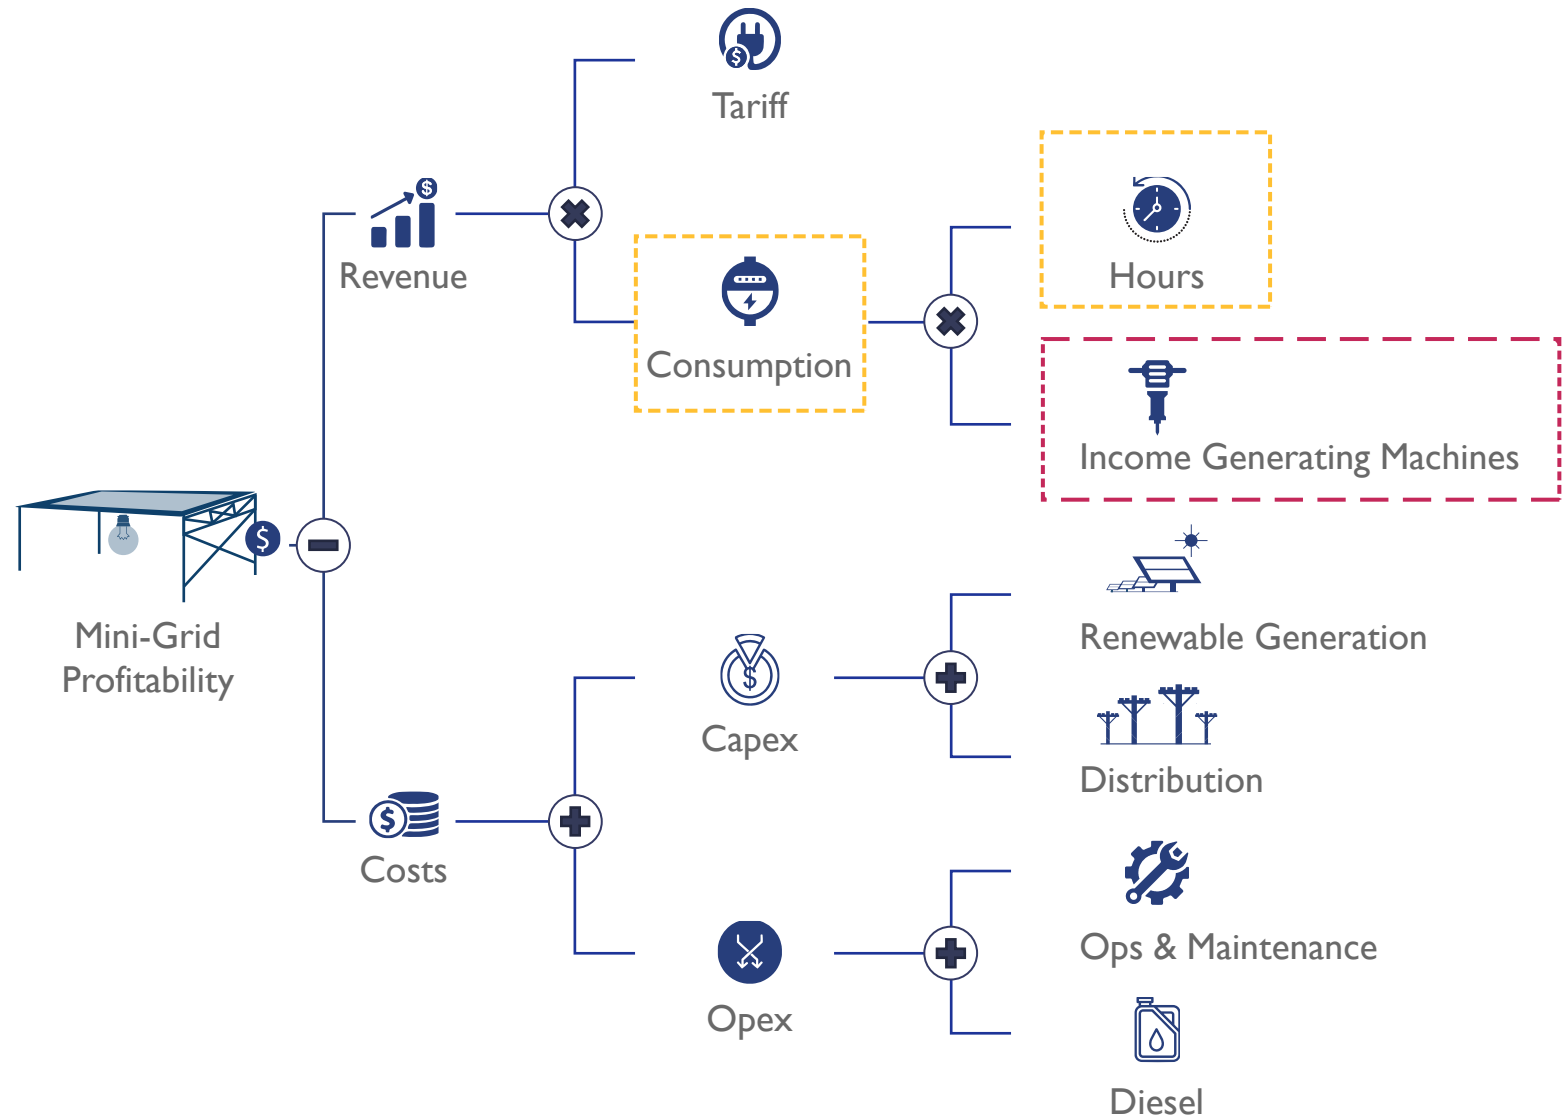 Tariff
$
Hours
$
Revenue
Consumption
Income Generating Machines
$
Mini-Grid
Profitability
Renewable Generation
$
Capex
Distribution
$
Costs
Ops & Maintenance
Opex
Diesel